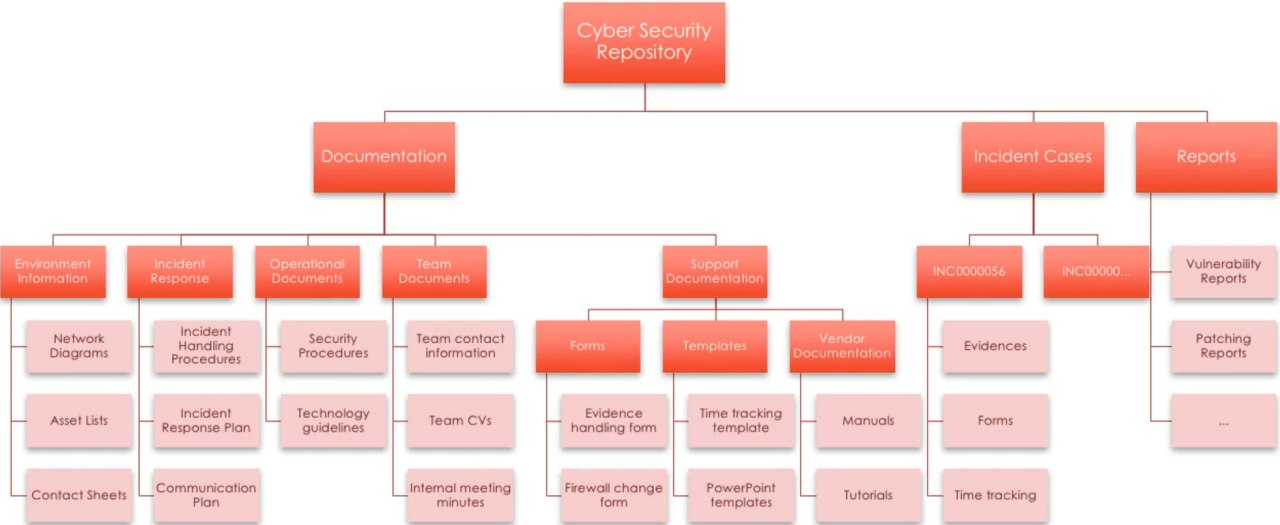 Cyber Security
Repository
Documentation
Incident Cases
Reports
Environment
Information
Incident
Response
Operational
Documents
Team
Documents
Support
Documentation
INC0000056
INC00000...
Vulnerability
Reports
Network
Diagrams
Incident
Handling
Procedures
Security
Procedures
Team contact
information
Forms
Templates
Vendor
Documentation
Evidences
Patching
Reports
Asset Lists
Incident
Response Plan
Technology
guidelines
Team CVs
Evidence
handling form
Time tracking
template
Manuals
Forms
...
Contact Sheets
Communication
Plan
Internal meeting
minutes
Firewall change
form
PowerPoint
templates
Tutorials
Time tracking